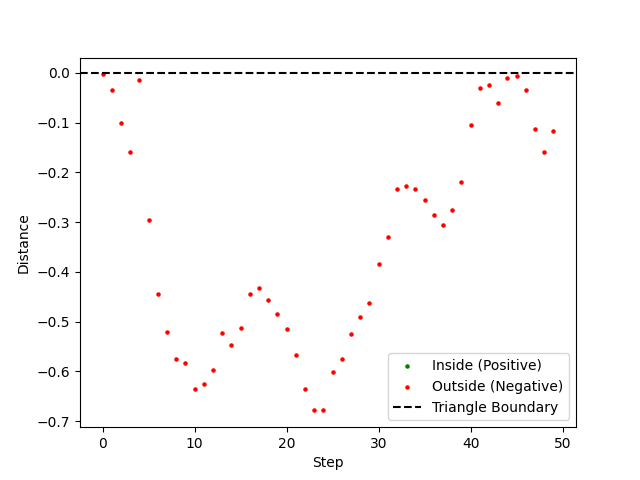 0.0
−0.1
−0.2
−0.3
−0.4
−0.5
−0.6
−0.7
Distance
Inside (Positive)
Outside (Negative)
Triangle Boundary
0
10
20
30
40
50
Step